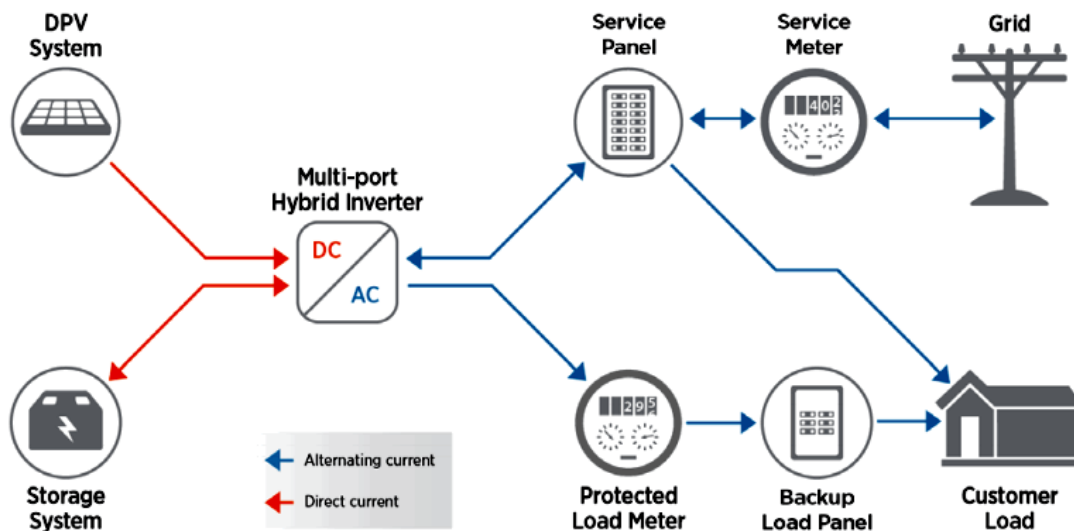 DPV
System
Service
Panel
Service
Meter
Grid
Multi-port
Hybrid Inverter
DC
AC
Storage
System
Alternating current
Direct current
Protected
Load Meter
Backup
Load Panel
Customer
Load